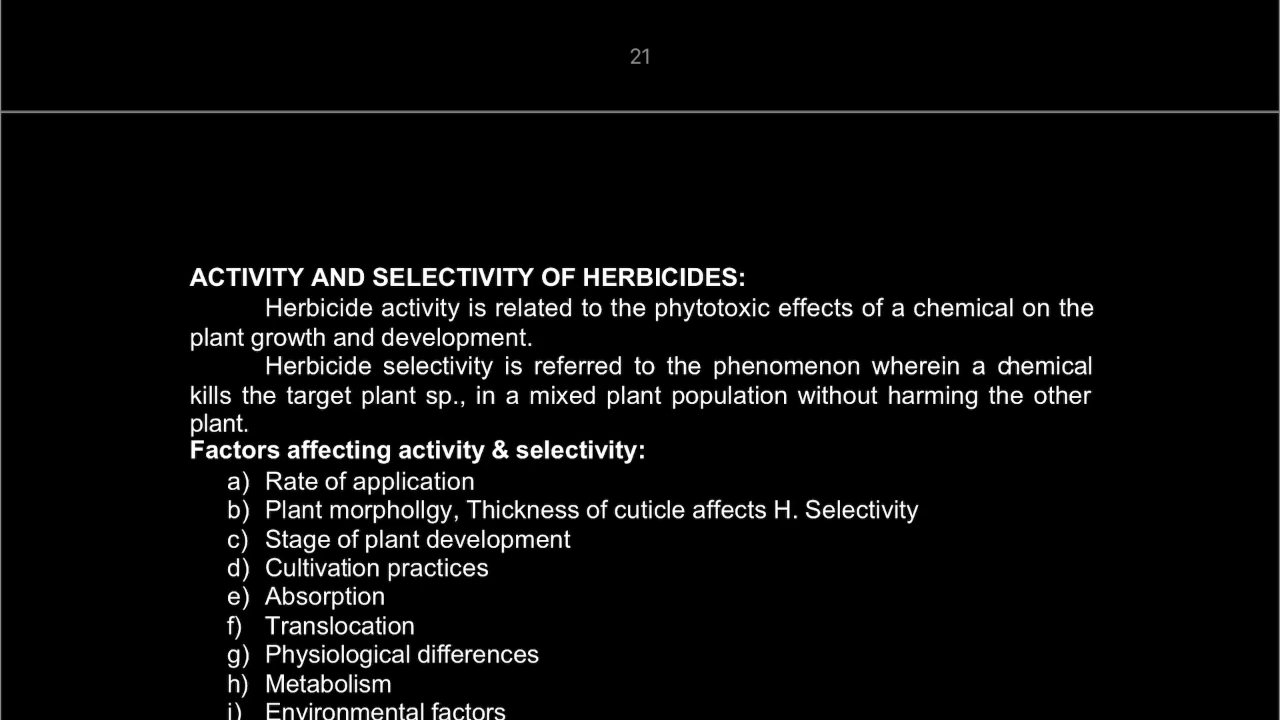 21
ACTIVITY AND SELECTIVITY OF HERBICIDES:
Herbicide activity is related to the phytotoxic effects of a chemical on the
plant growth and development.
Herbicide selectivity is referred to the phenomenon wherein a chemical
kills the target plant sp., in a mixed plant population without harming the other
plant.
Factors affecting activity & selectivity:
a) Rate of application
b) Plant morphollgy, Thickness of cuticle affects H. Selectivity
c) Stage of plant development
d) Cultivation practices
e) Absorption
f) Translocation
g) Physiological differences
h) Metabolism
i) Environmental factors